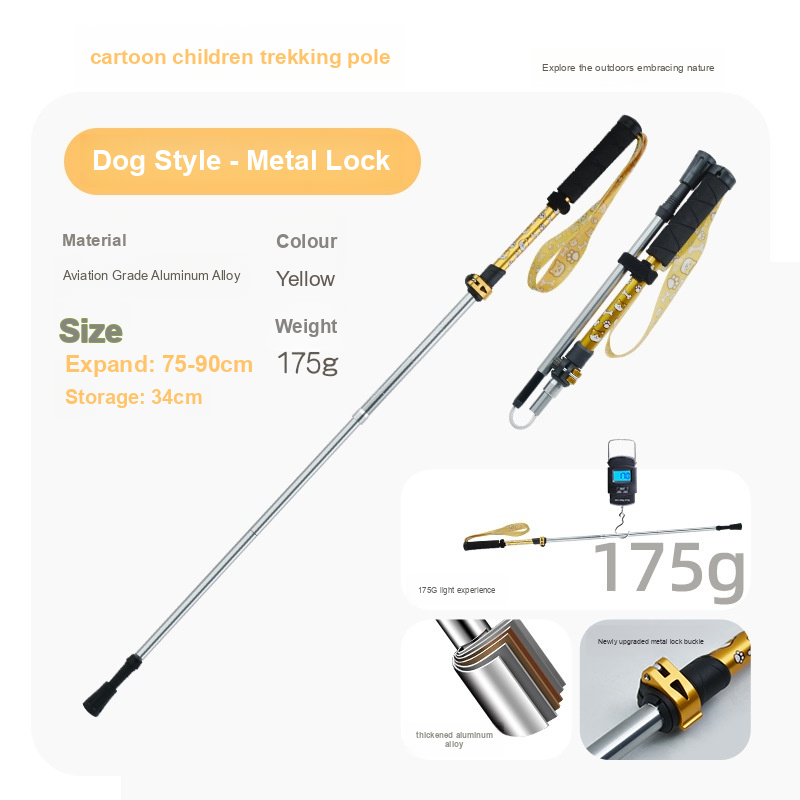 cartoon children trekking pole
Explore the outdoors embracing nature
Dog Style - Metal Lock
Material
Aviation Grade Aluminum Alloy
Colour
Yellow
Size
Expand: 75-90cm
Storage: 34cm
Weight
175g
175G light experience
175g
thickened aluminum
alloy
Newly upgraded metal lock buckle